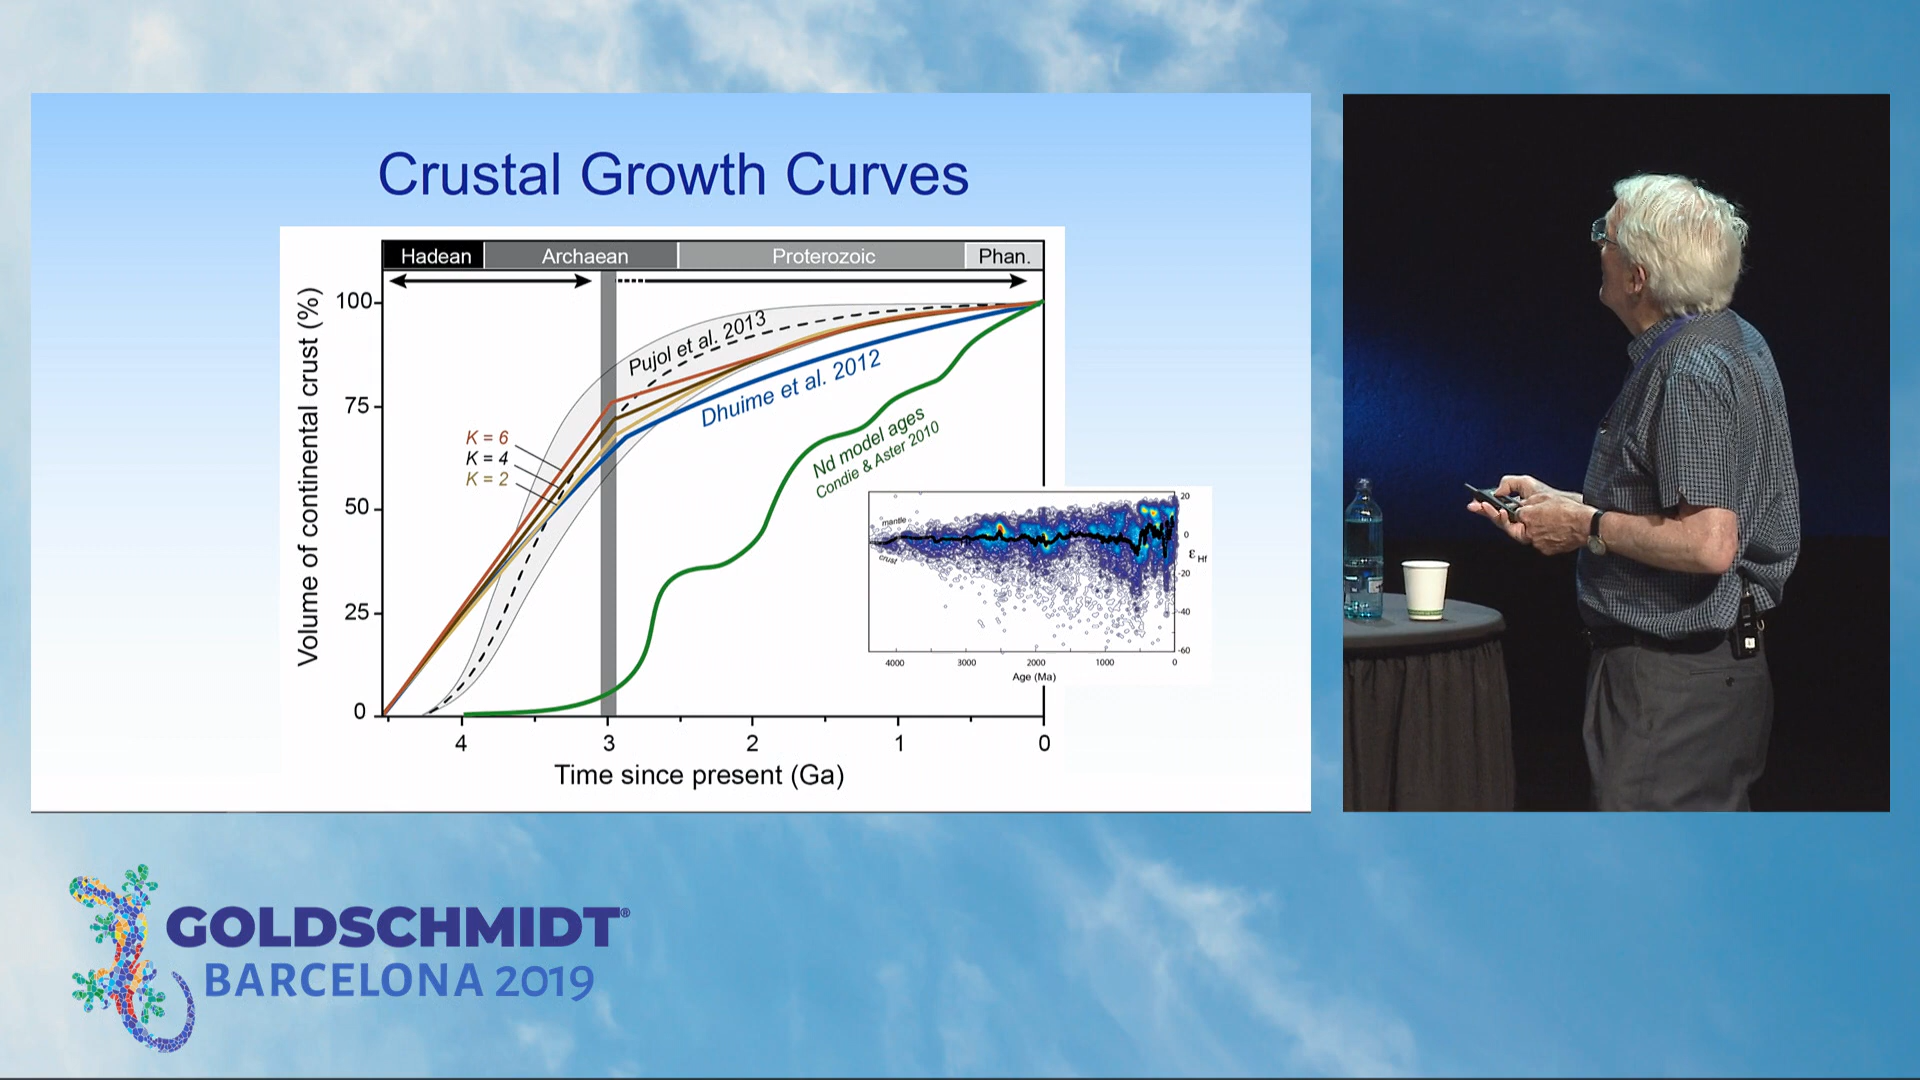 Crustal Growth Curves
Hadean
Archaean
Proterozoic
Phan.
Volume of continental crust (%)
100
75
50
25
0
Pujol et al. 2013
Dhuime et al. 2012
K = 6
K = 4
K = 2
Nd model ages
Condie & Aster 2010
mantle
crust
20
0
-20
-40
-60
ε Hf
4000
3000
2000
1000
0
Age (Ma)
4
3
2
1
0
Time since present (Ga)
GOLDSCHMIDT®
BARCELONA 2019